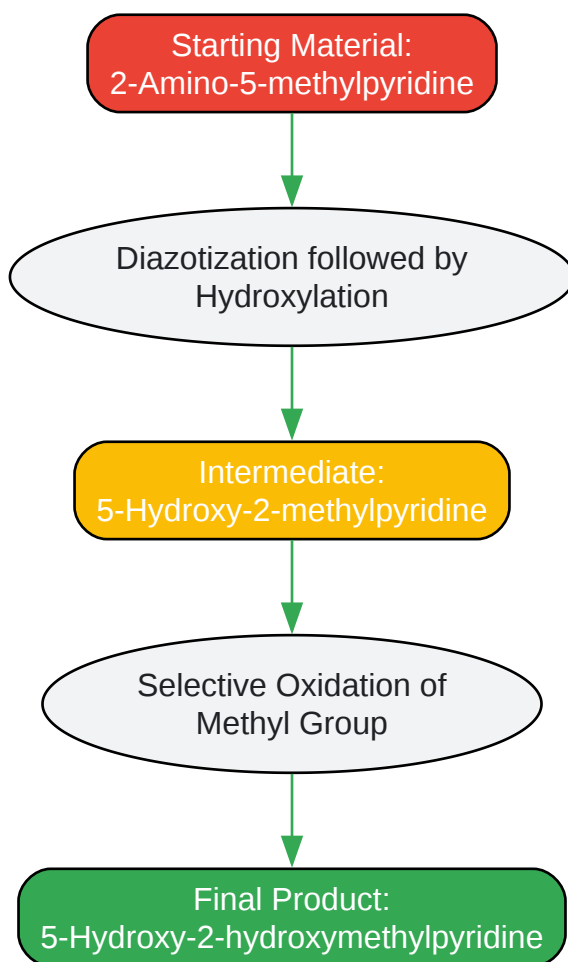 Starting Material:
2-Amino-5-methylpyridine
Diazotization followed by
Hydroxylation
Intermediate:
5-Hydroxy-2-methylpyridine
Selective Oxidation of
Methyl Group
Final Product:
5-Hydroxy-2-hydroxymethylpyridine